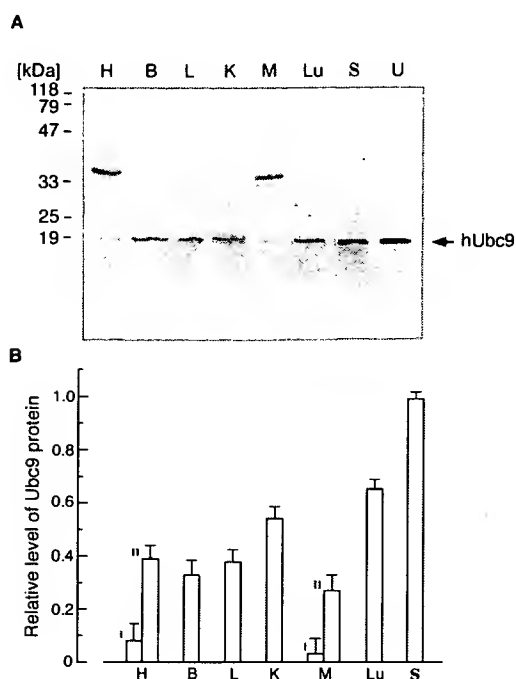 A
[kDa] H B L K M Lu S U
118 -
79 -
47 -
33 -
25 -
19 -
hUbc9
B
Relative level of Ubc9 protein
1.0
0.8
0.6
0.4
0.2
0
I II I II
H B L K M Lu S